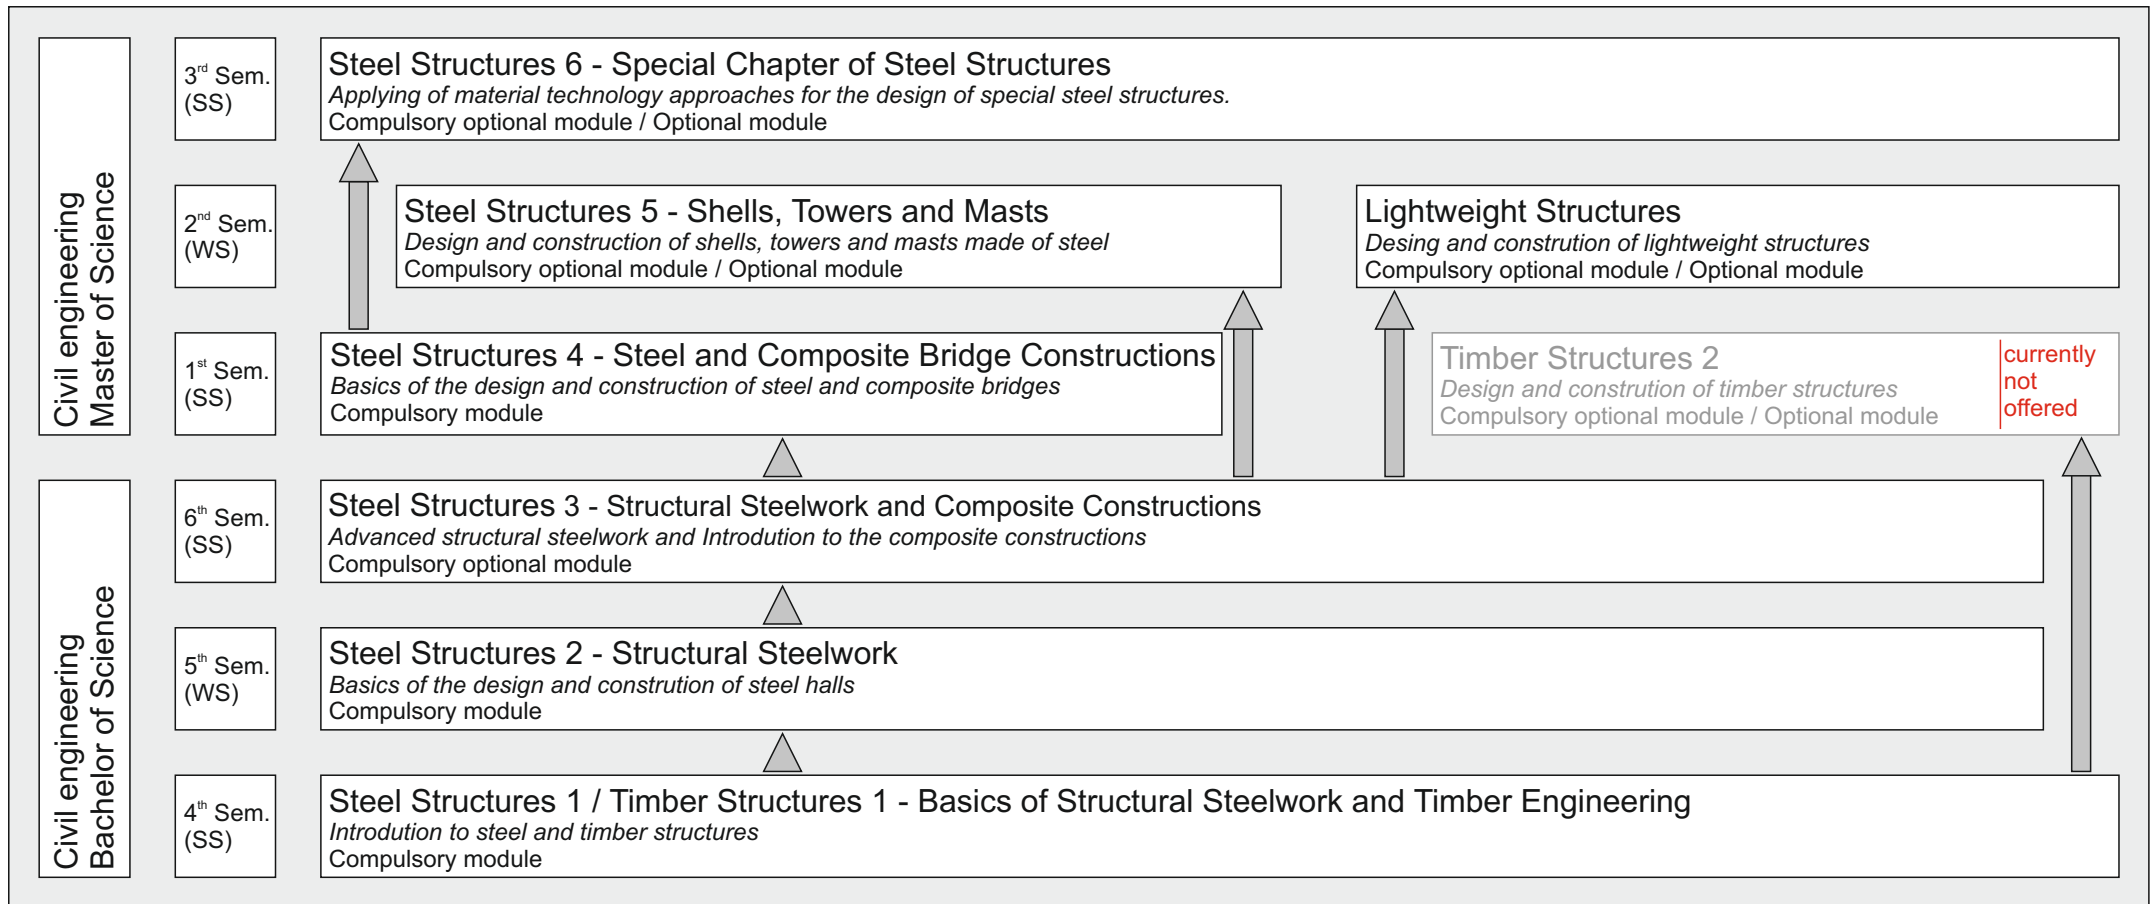 Civil engineering
Master of Science
3rd Sem.
(SS)
Steel Structures 6 - Special Chapter of Steel Structures
Applying of material technology approaches for the design of special steel structures.
Compulsory optional module / Optional module
2nd Sem.
(WS)
Steel Structures 5 - Shells, Towers and Masts
Design and construction of shells, towers and masts made of steel
Compulsory optional module / Optional module
Lightweight Structures
Desing and constrution of lightweight structures
Compulsory optional module / Optional module
1st Sem.
(SS)
Steel Structures 4 - Steel and Composite Bridge Constructions
Basics of the design and construction of steel and composite bridges
Compulsory module
Timber Structures 2
Design and constrution of timber structures
Compulsory optional module / Optional module
currently
not
offered
Civil engineering
Bachelor of Science
6th Sem.
(SS)
Steel Structures 3 - Structural Steelwork and Composite Constructions
Advanced structural steelwork and Introdution to the composite constructions
Compulsory optional module
5th Sem.
(WS)
Steel Structures 2 - Structural Steelwork
Basics of the design and constrution of steel halls
Compulsory module
4th Sem.
(SS)
Steel Structures 1 / Timber Structures 1 - Basics of Structural Steelwork and Timber Engineering
Introdution to steel and timber structures
Compulsory module